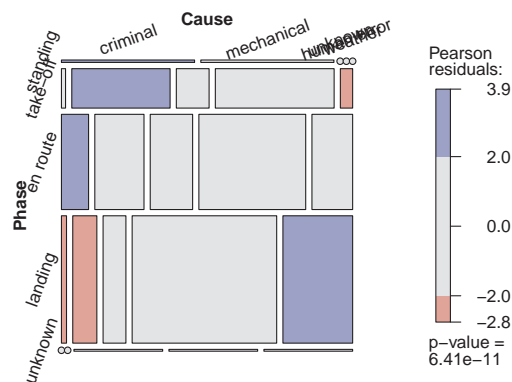 Cause
criminal
mechanical
human error
unknown
weather
Phase
standing
take−off
en route
landing
unknown
Pearson
residuals:
3.9
2.0
0.0
−2.0
−2.8
p−value =
6.41e−11